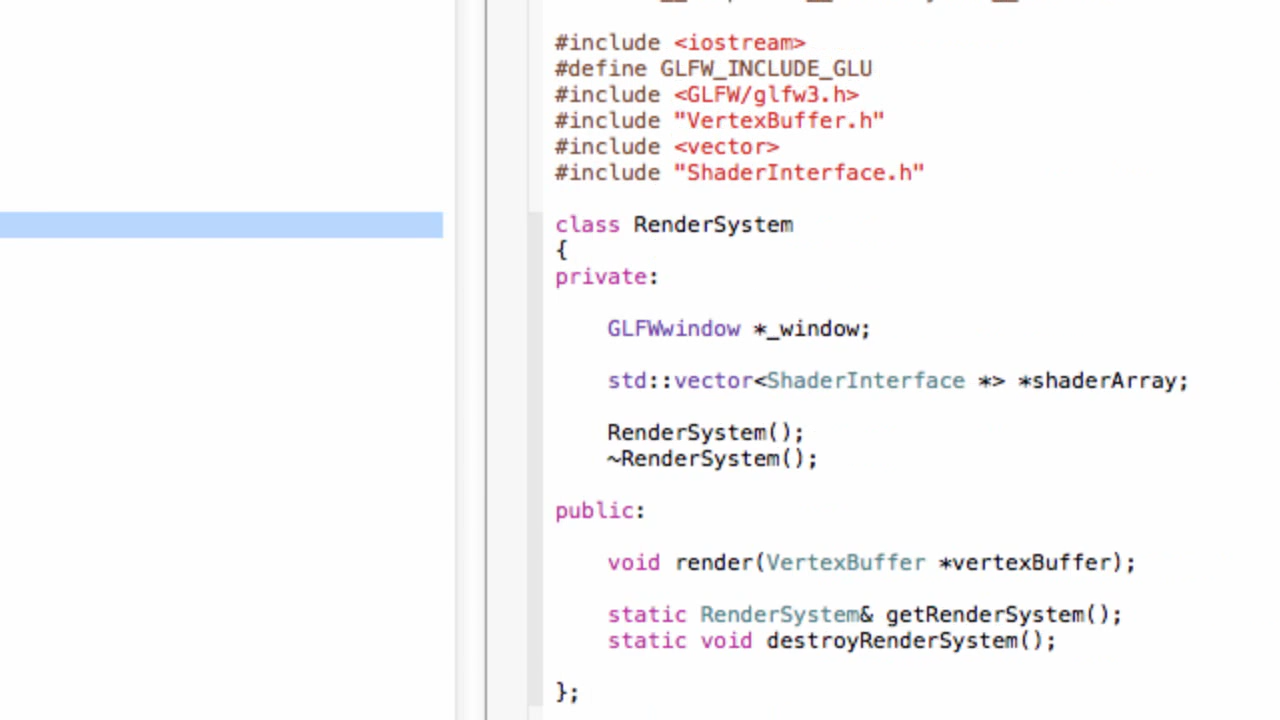 #include <iostream>
#define GLFW_INCLUDE_GLU
#include <GLFW/glfw3.h>
#include "VertexBuffer.h"
#include <vector>
#include "ShaderInterface.h"
class RenderSystem
{
private:
GLFWwindow *_window;
std::vector<ShaderInterface *> *shaderArray;
RenderSystem();
~RenderSystem();
public:
void render(VertexBuffer *vertexBuffer);
static RenderSystem& getRenderSystem();
static void destroyRenderSystem();
};